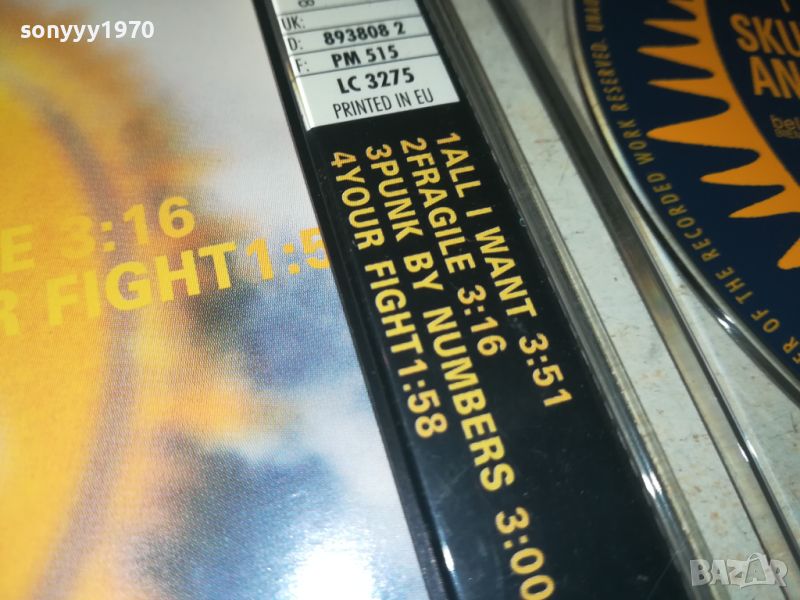 sonyyy1970
UK:
D: 893808 2
F: PM 515
LC 3275
PRINTED IN EU
1ALL I WANT 3:51
2FRAGILE 3:16
3PUNK BY NUMBERS 3:00
4YOUR FIGHT1:58
E 3:16
R FIGHT1:5
SKU
AN
ER OF THE RECORDED WORK RESERVED. UNAU
BAZAR